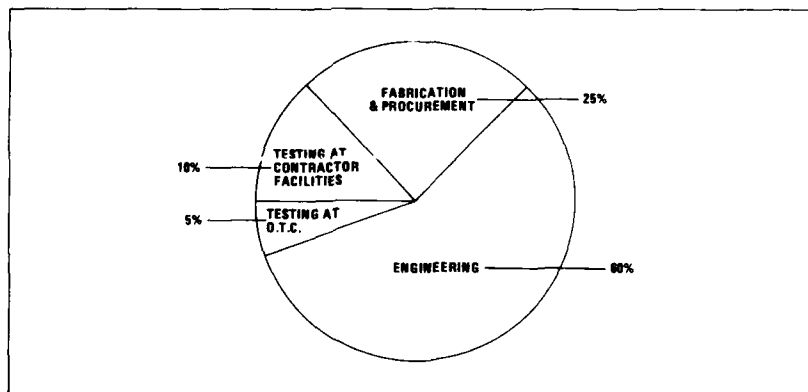 FABRICATION
& PROCUREMENT
25%
TESTING AT
CONTRACTOR
FACILITIES
10%
TESTING AT
O.T.C.
5%
ENGINEERING
60%